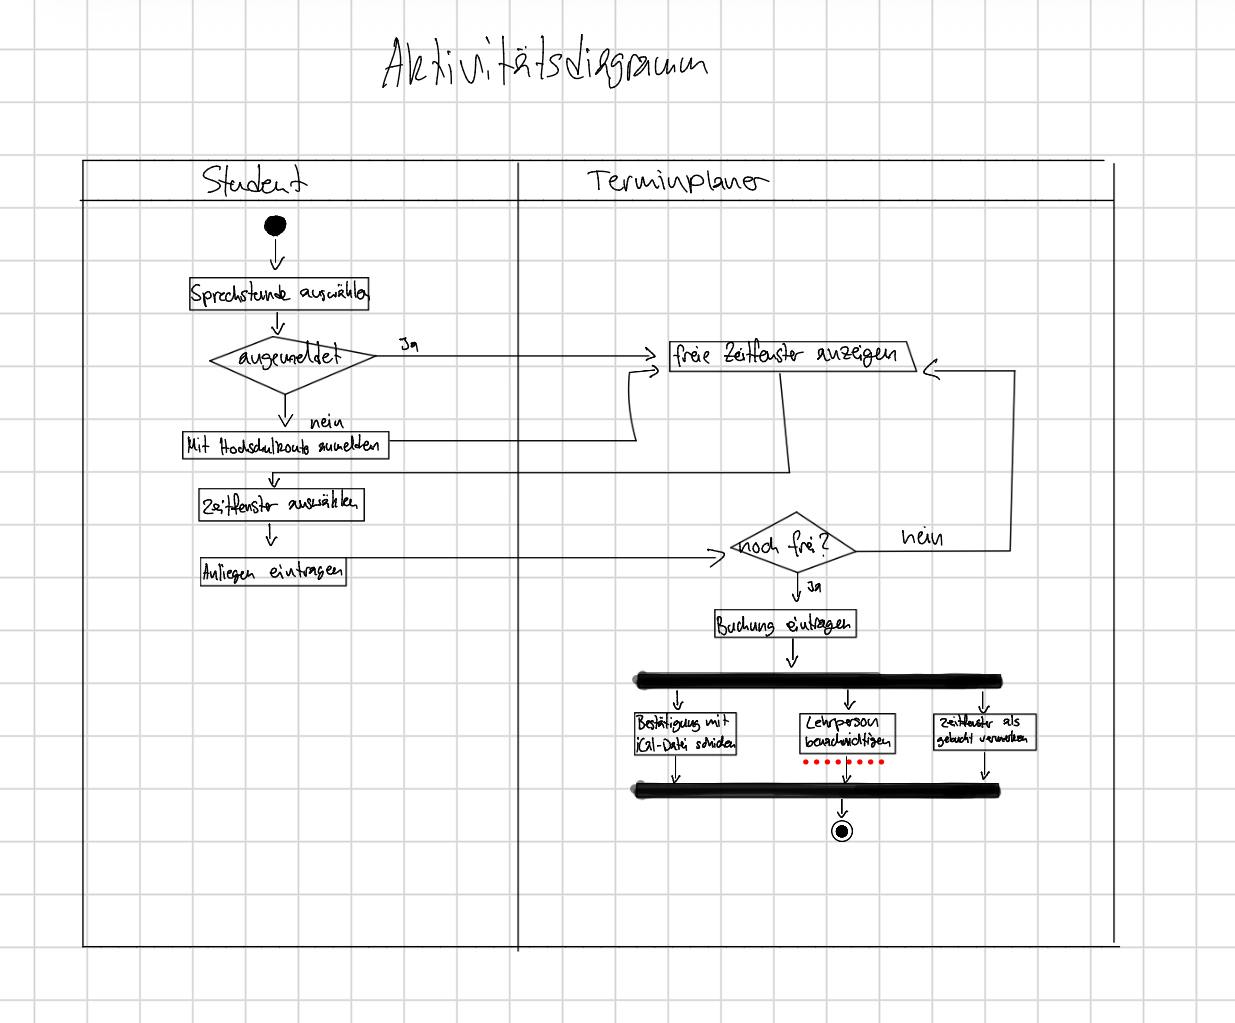 Aktivitätsdiagramm
Student
Terminplaner
Sprechstunde auswählen
angemeldet
Ja
freie Zeitfenster anzeigen
nein
Mit Hochschulkonto anmelden
Zeitfenster auswählen
noch frei?
nein
Anliegen eintragen
Ja
Buchung eintragen
Bestätigung mit
iCal-Datei schicken
Lehrperson
benachrichtigen
Zeitfenster als
gebucht vermerken